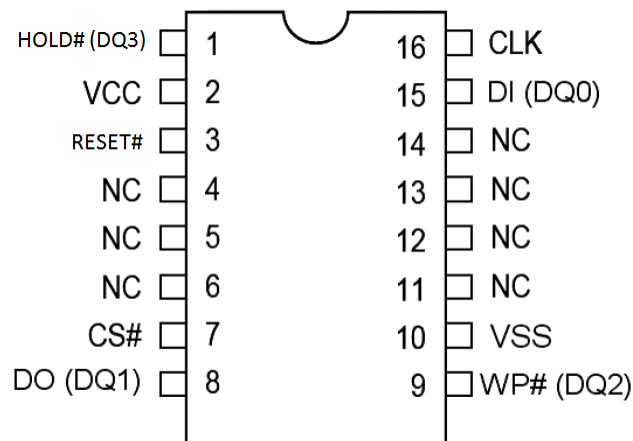 HOLD# (DQ3) 1 16 CLK
VCC 2 15 DI (DQ0)
RESET# 3 14 NC
NC 4 13 NC
NC 5 12 NC
NC 6 11 NC
CS# 7 10 VSS
DO (DQ1) 8 9 WP# (DQ2)